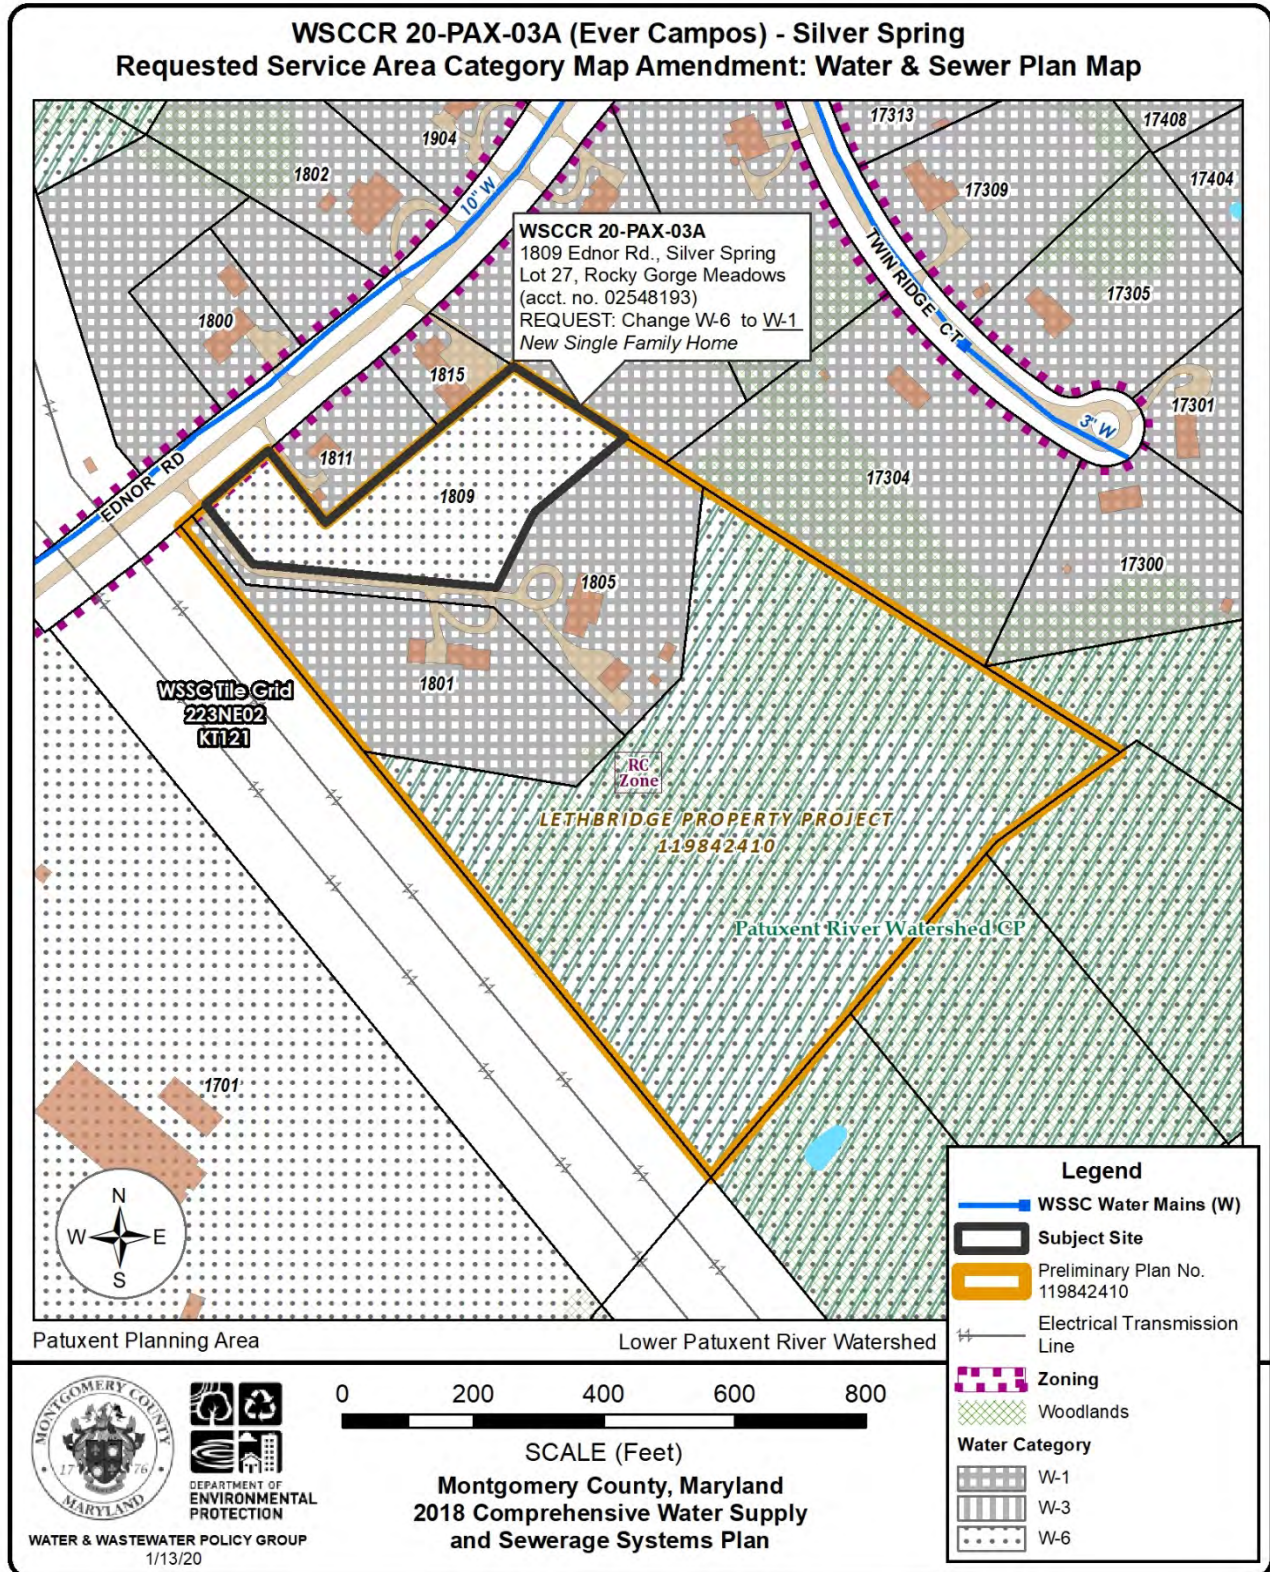 WSCCR 20-PAX-03A (Ever Campos) - Silver Spring
Requested Service Area Category Map Amendment: Water & Sewer Plan Map
1904
1802
10" W
17313
17408
17309
17404
WSCCR 20-PAX-03A
1809 Ednor Rd., Silver Spring
Lot 27, Rocky Gorge Meadows
(acct. no. 02548193)
REQUEST: Change W-6 to W-1
New Single Family Home
TWIN RIDGE CT
17305
1800
1815
17301
3" W
1811
EDNOR RD
1809
17304
17300
1805
1801
WSSC Tile Grid
223NE02
KT121
RC
Zone
LETHBRIDGE PROPERTY PROJECT
119842410
Patuxent River Watershed CP
1701
N
W E
S
Legend
WSSC Water Mains (W)
Subject Site
Preliminary Plan No.
119842410
Electrical Transmission
Line
Zoning
Woodlands
Water Category
W-1
W-3
W-6
Patuxent Planning Area
Lower Patuxent River Watershed
MONTGOMERY COUNTY
17 76
MARYLAND
DEPARTMENT OF
ENVIRONMENTAL
PROTECTION
WATER & WASTEWATER POLICY GROUP
1/13/20
0 200 400 600 800
SCALE (Feet)
Montgomery County, Maryland
2018 Comprehensive Water Supply
and Sewerage Systems Plan